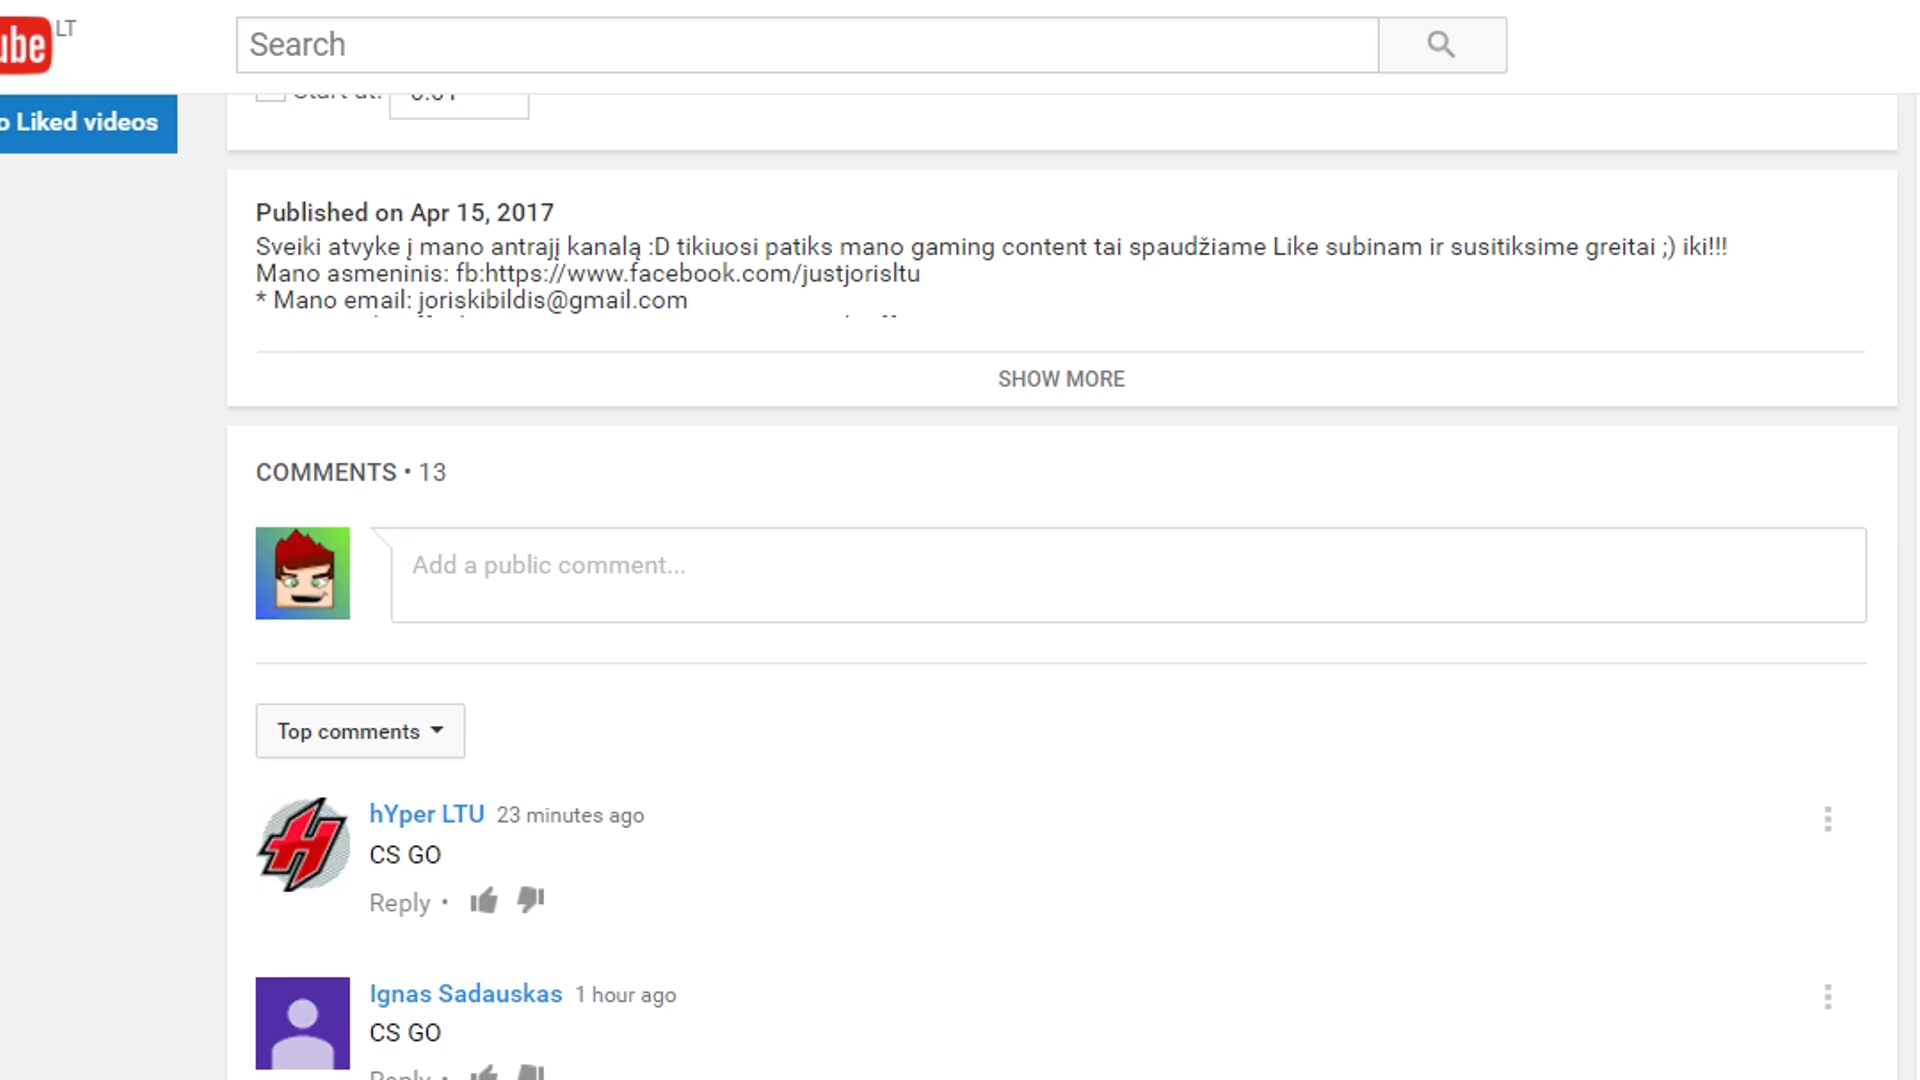 ube LT
Search
Start at:
o Liked videos
Published on Apr 15, 2017
Sveiki atvyke į mano antrajį kanalą :D tikiuosi patiks mano gaming content tai spaudžiame Like subinam ir susitiksime greitai ;) iki!!!
Mano asmeninis: fb:https://www.facebook.com/justjorisltu
* Mano email: joriskibildis@gmail.com
SHOW MORE
COMMENTS • 13
Add a public comment...
Top comments
hYper LTU 23 minutes ago
CS GO
Reply •
Ignas Sadauskas 1 hour ago
CS GO
Reply •